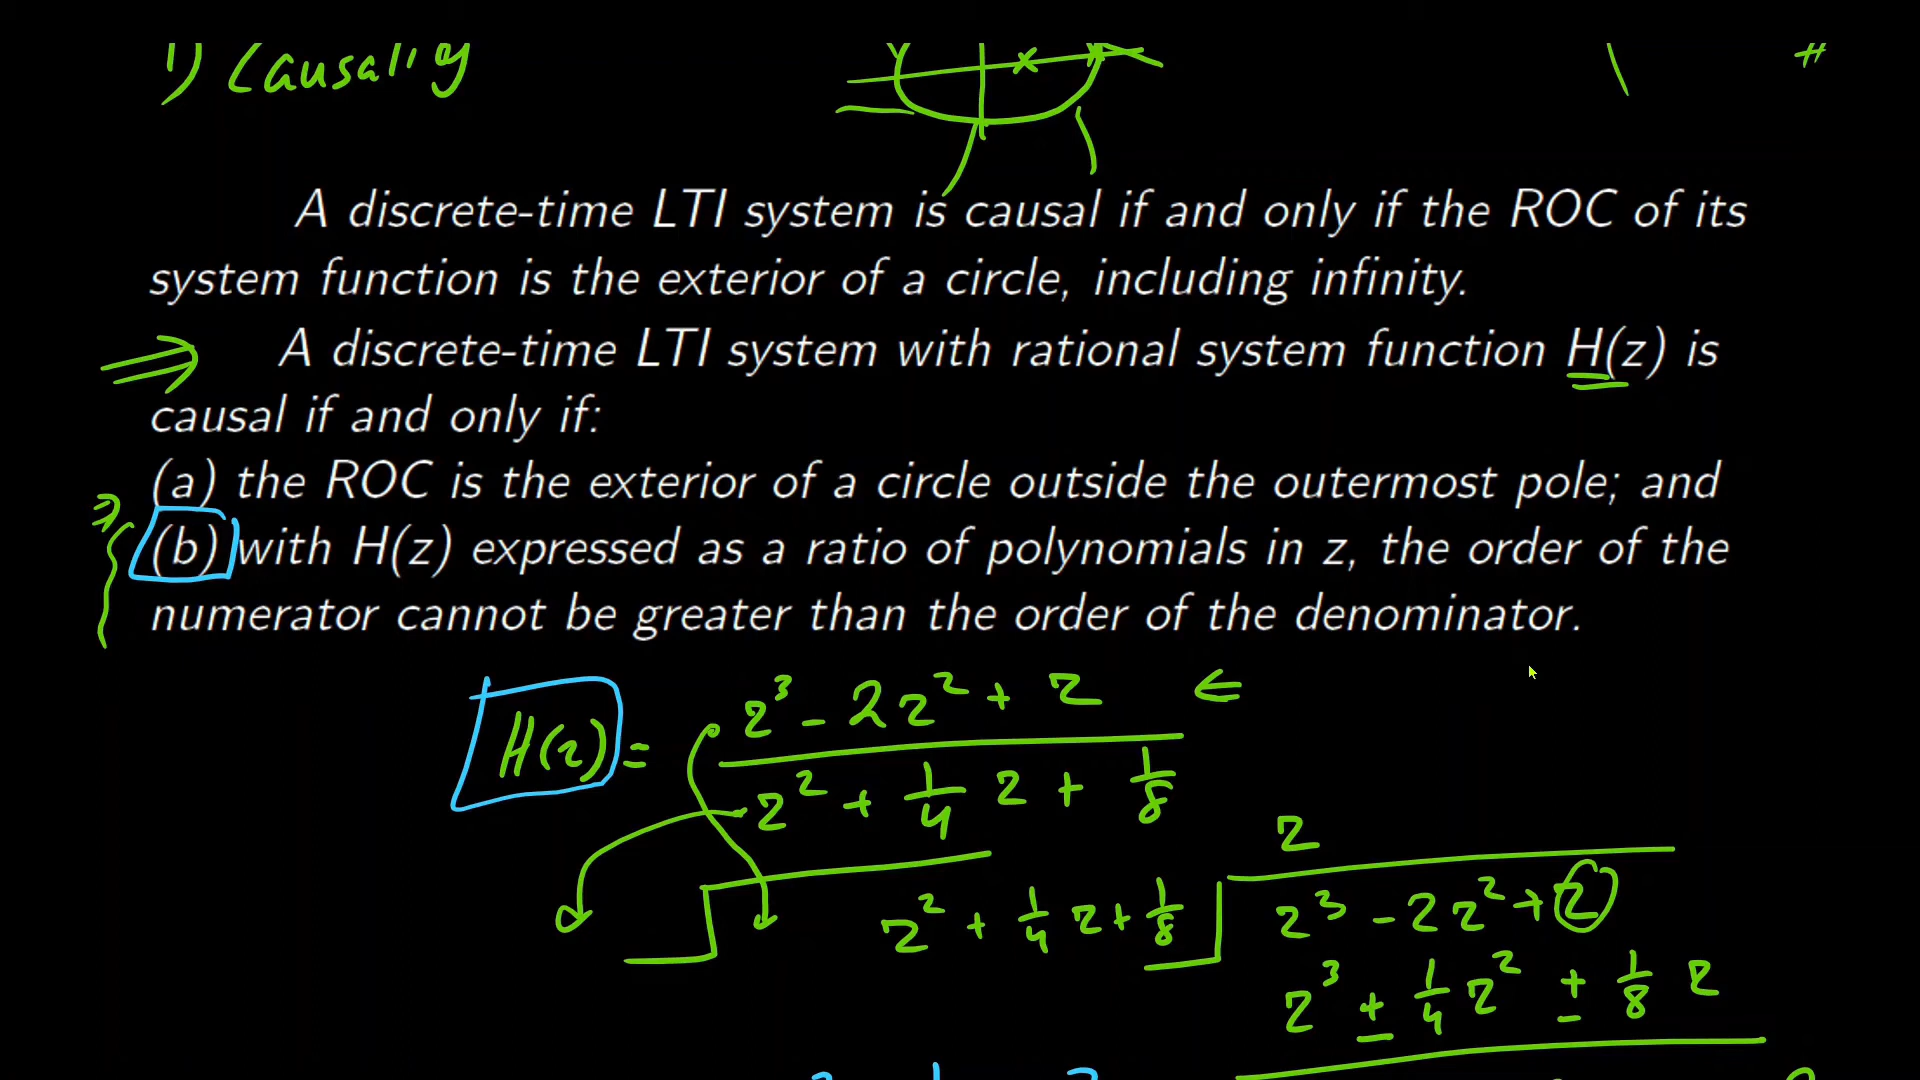 1) Causality
#
A discrete-time LTI system is causal if and only if the ROC of its
system function is the exterior of a circle, including infinity.
⇒ A discrete-time LTI system with rational system function H(z) is
causal if and only if:
(a) the ROC is the exterior of a circle outside the outermost pole; and
(b) with H(z) expressed as a ratio of polynomials in z, the order of the
numerator cannot be greater than the order of the denominator.
H(z) = z³ - 2z² + z ⇐
z² + 1/4 z + 1/8
z
z² + 1/4 z + 1/8 z³ - 2z² + z
z³ ± 1/4 z² ± 1/8 z